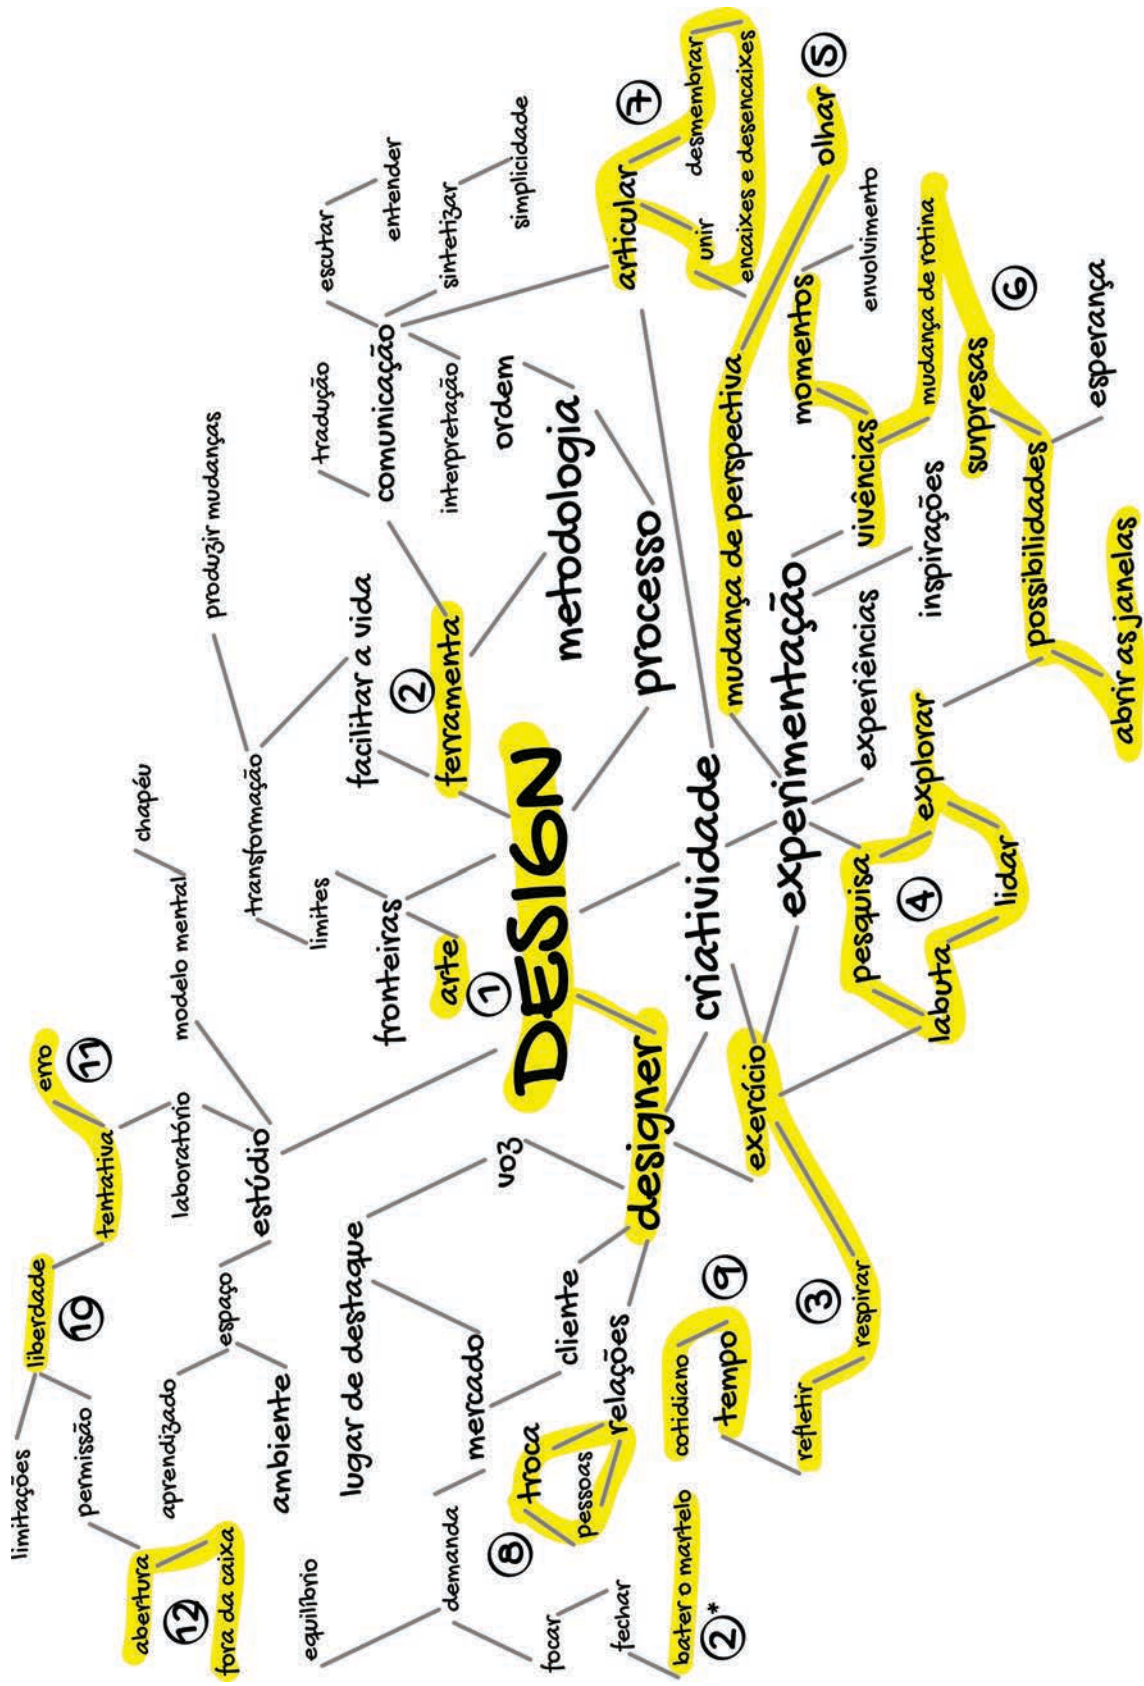 limitações
liberdade
erro
10
11
permissão
tentativa
abertura
chapéu
aprendizado
laboratório
modelo mental
12
produzir mudanças
fora da caixa
espaço
estúdio
transformação
ambiente
equilíbrio
limites
tradução
escutar
lugar de destaque
facilitar a vida
fronteiras
comunicação
entender
2
demanda
arte
ferramenta
interpretação
sintetizar
mercado
1
ordem
8
voz
simplicidade
troca
DESIGN
focar
cliente
metodologia
pessoas
relações
fechar
articular
7
designer
processo
bater o martelo
cotidiano
unir
desmembrar
2*
tempo
9
criatividade
mudança de perspectiva
encaixes e desencaixes
exercício
experimentação
refletir
3
momentos
olhar
5
respirar
pesquisa
experiências
vivências
envolvimento
4
labuta
explorar
inspirações
mudança de rotina
surpresas
lidar
6
possibilidades
esperança
abrir as janelas